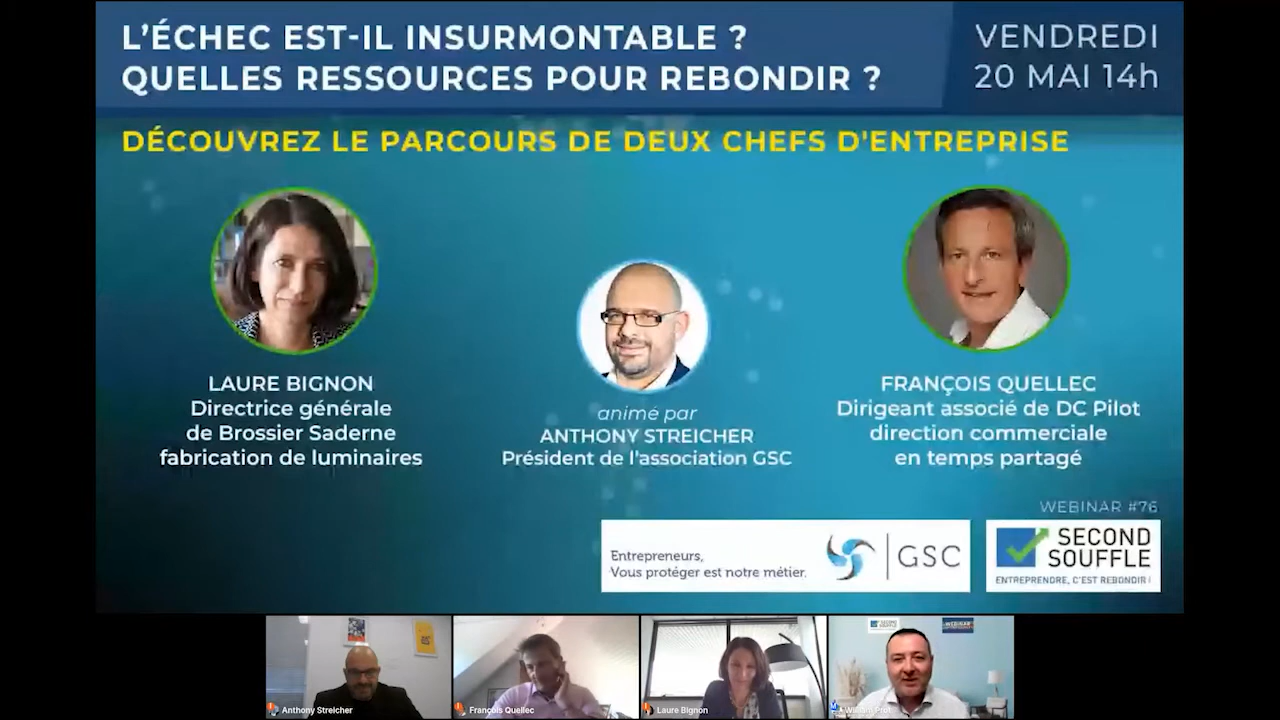 L'ÉCHEC EST-IL INSURMONTABLE ?
QUELLES RESSOURCES POUR REBONDIR ?
VENDREDI
20 MAI 14h
DÉCOUVREZ LE PARCOURS DE DEUX CHEFS D'ENTREPRISE
LAURE BIGNON
Directrice générale
de Brossier Saderne
fabrication de luminaires
animé par
ANTHONY STREICHER
Président de l'association GSC
FRANÇOIS QUELLEC
Dirigeant associé de DC Pilot
direction commerciale
en temps partagé
WEBINAR #76
Entrepreneurs,
Vous protéger est notre métier.
GSC
SECOND
SOUFFLE
ENTREPRENDRE, C'EST REBONDIR !
Anthony Streicher
François Quellec
Laure Bignon